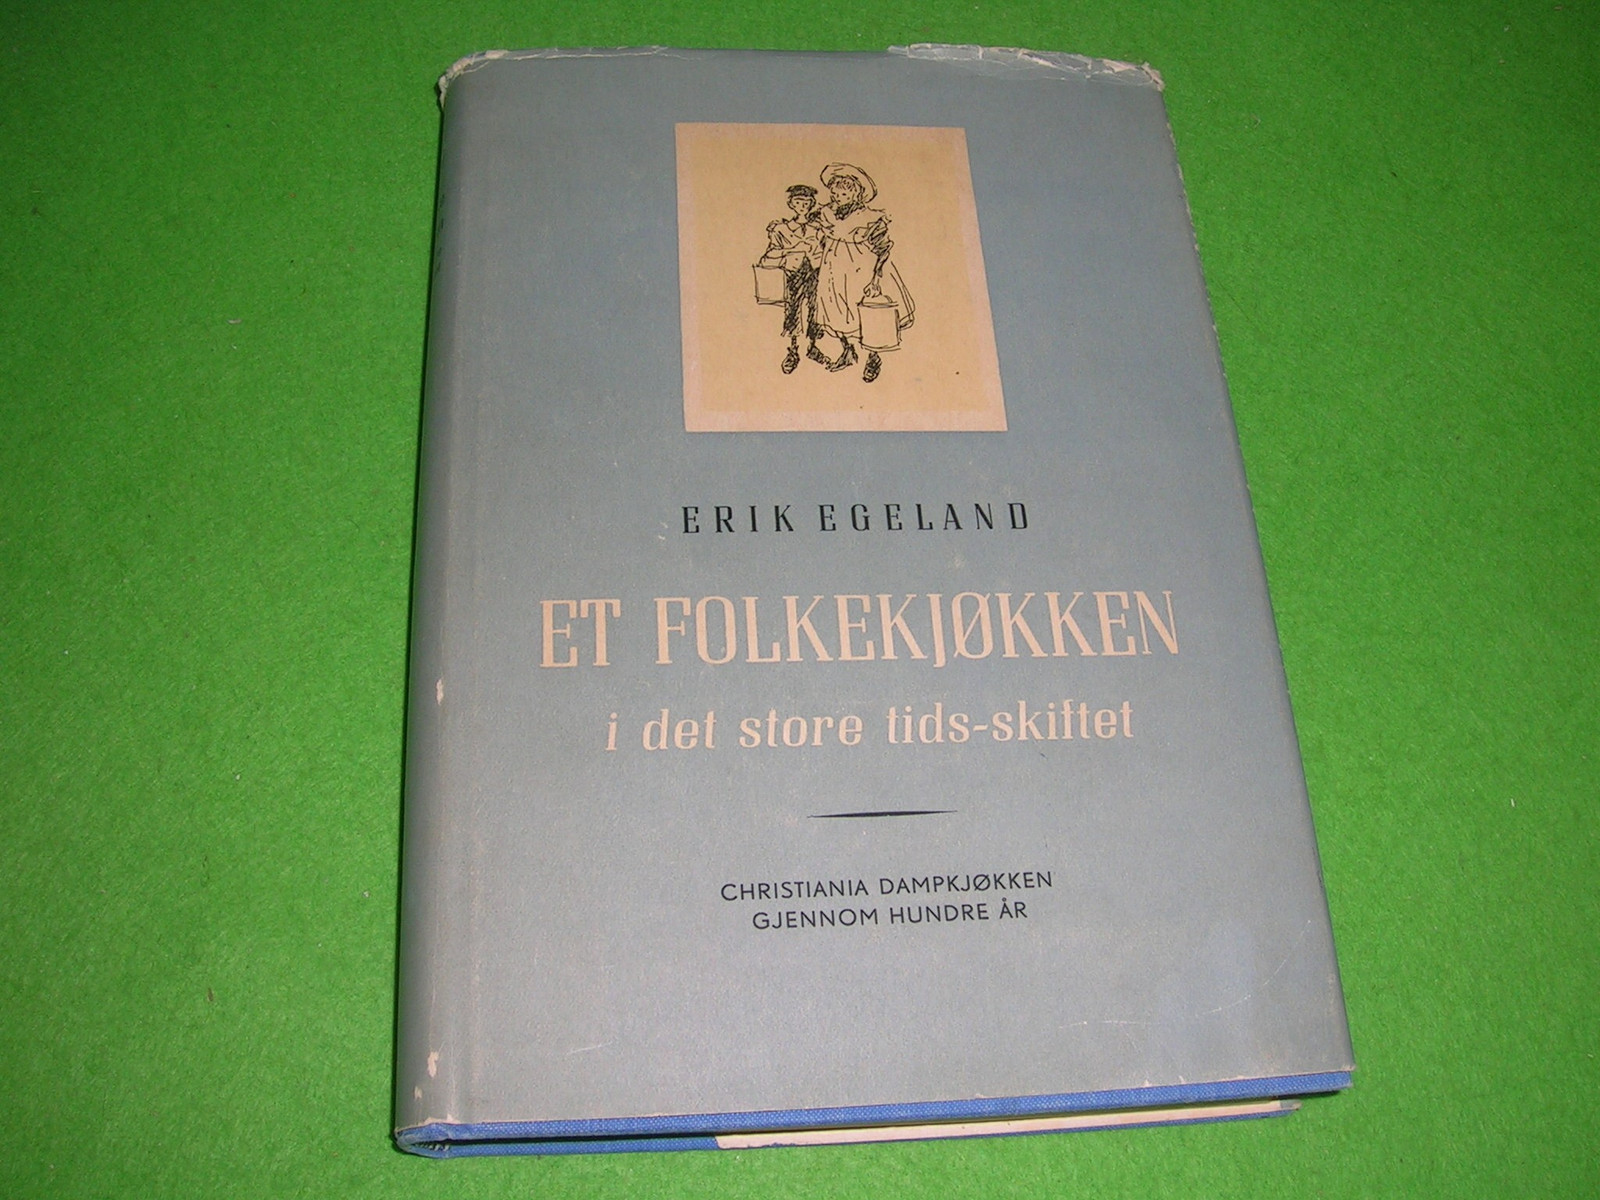 ERIK EGELAND
ET FOLKEKJØKKEN
i det store tids-skiftet
CHRISTIANIA DAMPKJØKKEN
GJENNOM HUNDRE ÅR